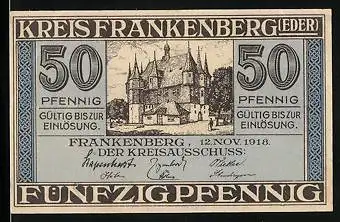 KREIS FRANKENBERG (EDER)
50 50
PFENNIG PFENNIG
GÜLTIG BIS ZUR GÜLTIG BIS ZUR
EINLÖSUNG. EINLÖSUNG.
FRANKENBERG, 12. NOV. 1918.
DER KREISAUSSCHUSS:
FÜNFZIG PFENNIG